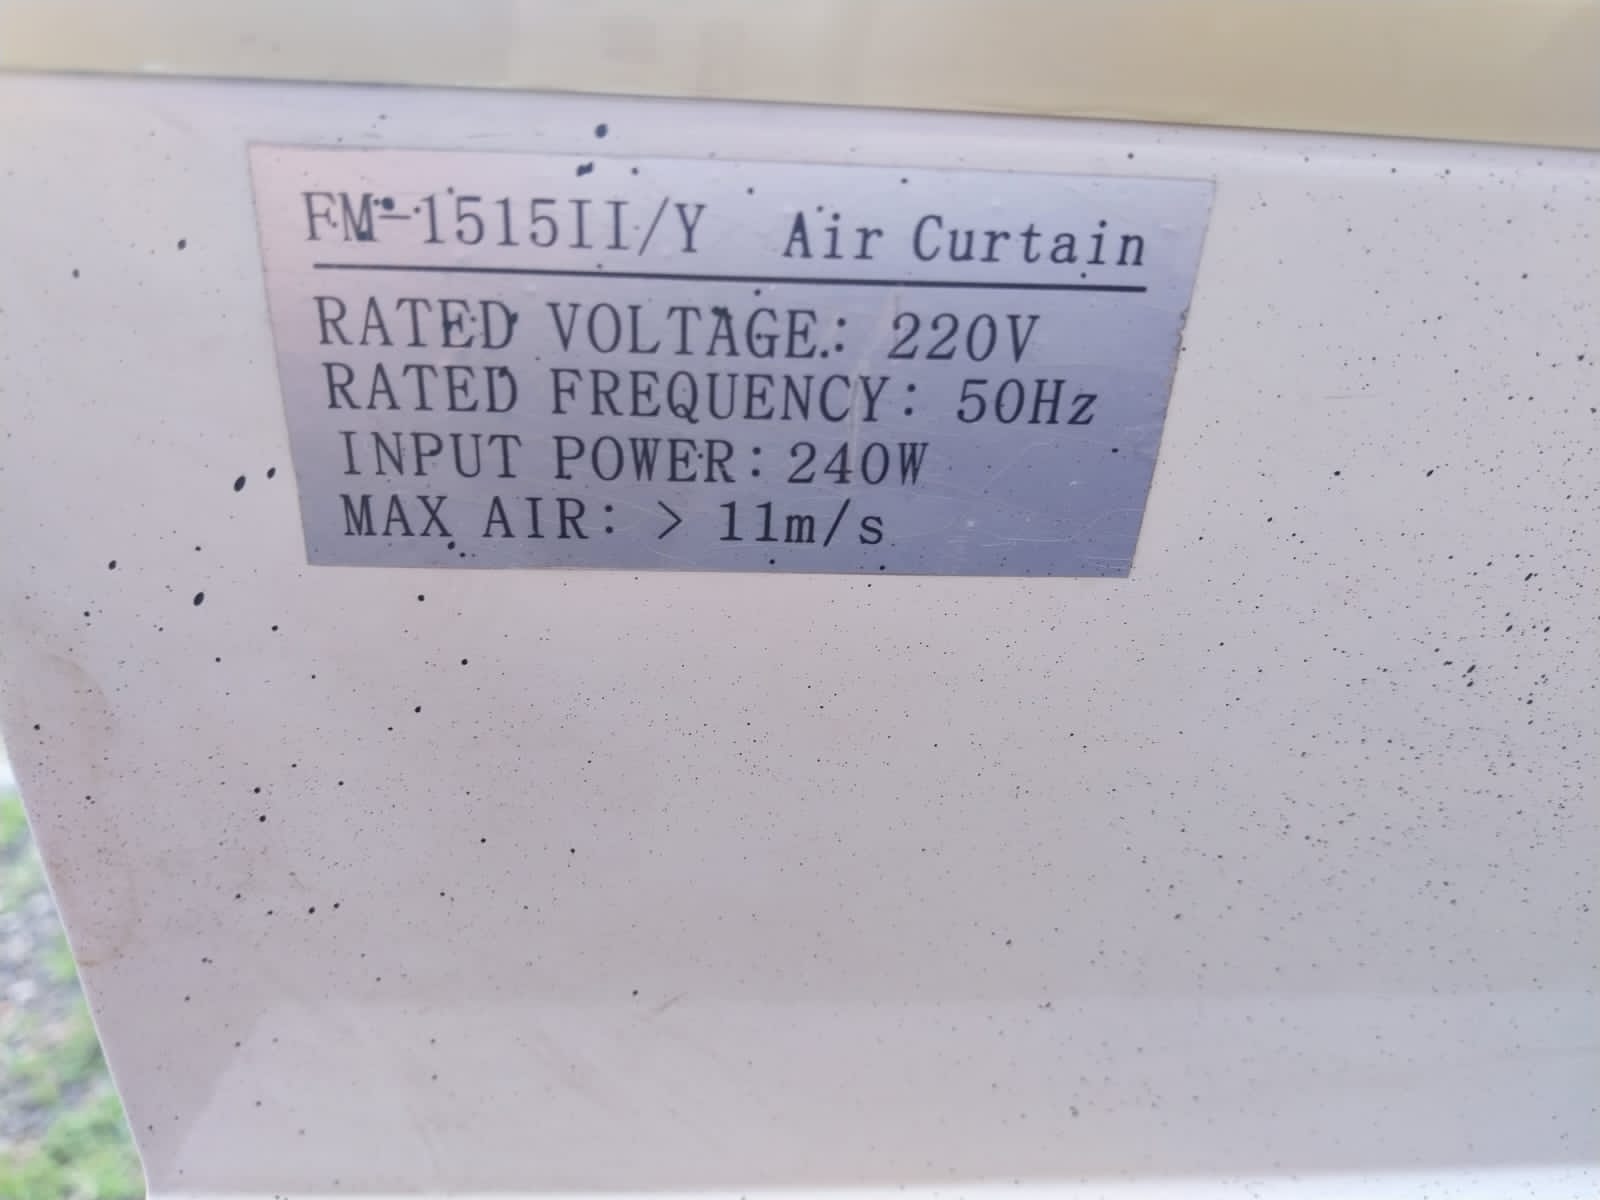 FM-1515II/Y Air Curtain
RATED VOLTAGE: 220V
RATED FREQUENCY: 50Hz
INPUT POWER: 240W
MAX AIR: > 11m/s